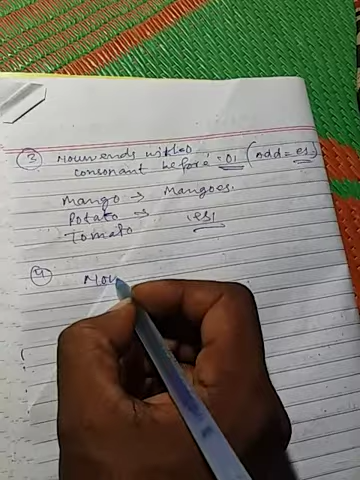 ③ Noun ends with
consonant before 'O' (Add = es)
Mango → Mangoes.
Potato → es
Tomato
④ Nou